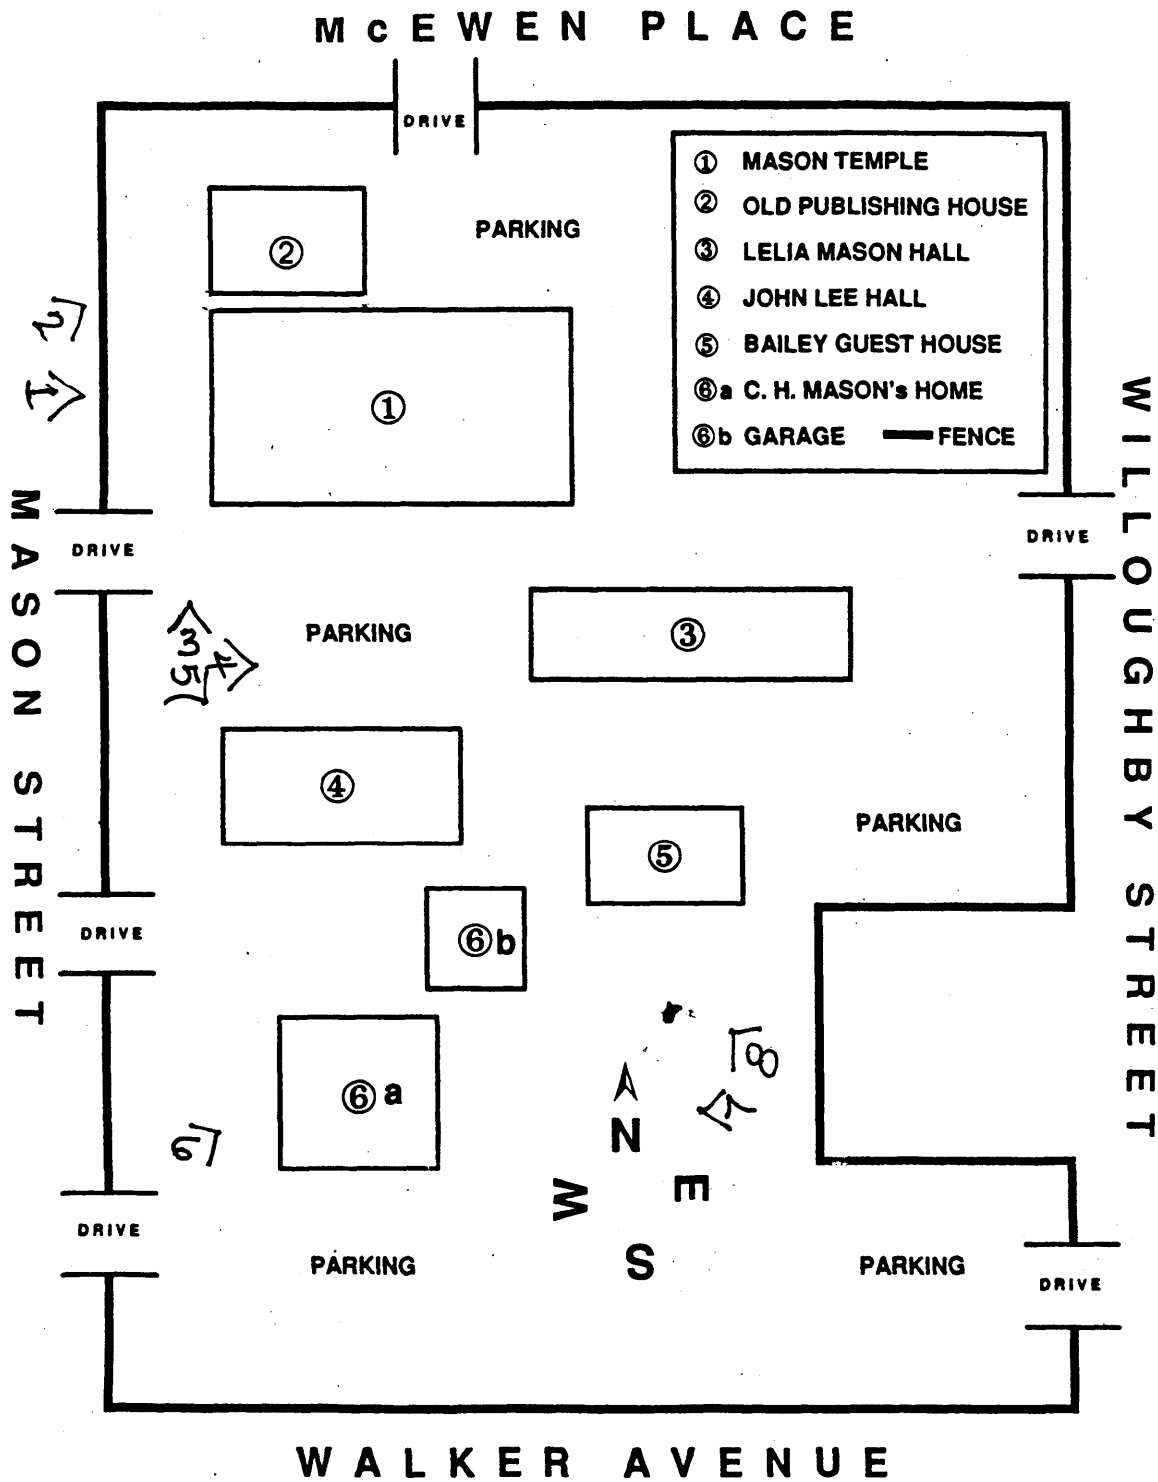 McEWEN PLACE
DRIVE
① MASON TEMPLE
② OLD PUBLISHING HOUSE
③ LELIA MASON HALL
④ JOHN LEE HALL
⑤ BAILEY GUEST HOUSE
⑥a C. H. MASON's HOME
⑥b GARAGE FENCE
②
PARKING
2
1
①
MASON STREET
WILLOUGHBY STREET
DRIVE
DRIVE
3
4
5
PARKING
③
④
PARKING
⑤
DRIVE
⑥b
⑥a
8
7
6
N
W
E
S
DRIVE
PARKING
PARKING
DRIVE
WALKER AVENUE